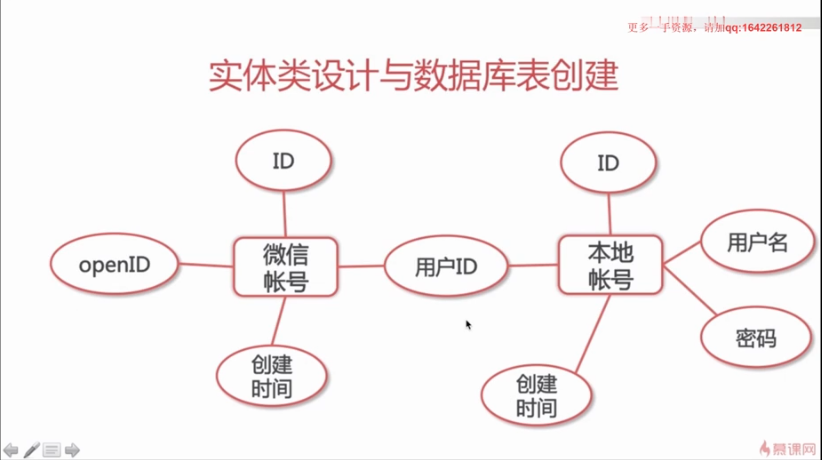 更多一手资源，请加qq:1642261812
实体类设计与数据库表创建
ID
ID
openID
微信
帐号
用户ID
本地
帐号
用户名
密码
创建
时间
创建
时间
慕课网